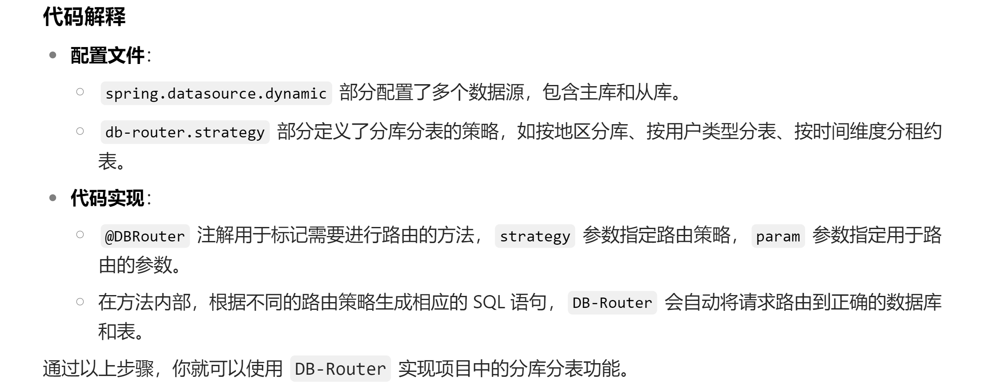 代码解释
配置文件：
spring.datasource.dynamic 部分配置了多个数据源，包含主库和从库。
db-router.strategy 部分定义了分库分表的策略，如按地区分库、按用户类型分表、按时间维度分租约
表。
代码实现：
@DBRouter 注解用于标记需要进行路由的方法， strategy 参数指定路由策略， param 参数指定用于路
由的参数。
在方法内部，根据不同的路由策略生成相应的 SQL 语句， DB-Router 会自动将请求路由到正确的数据库
和表。
通过以上步骤，你就可以使用 DB-Router 实现项目中的分库分表功能。